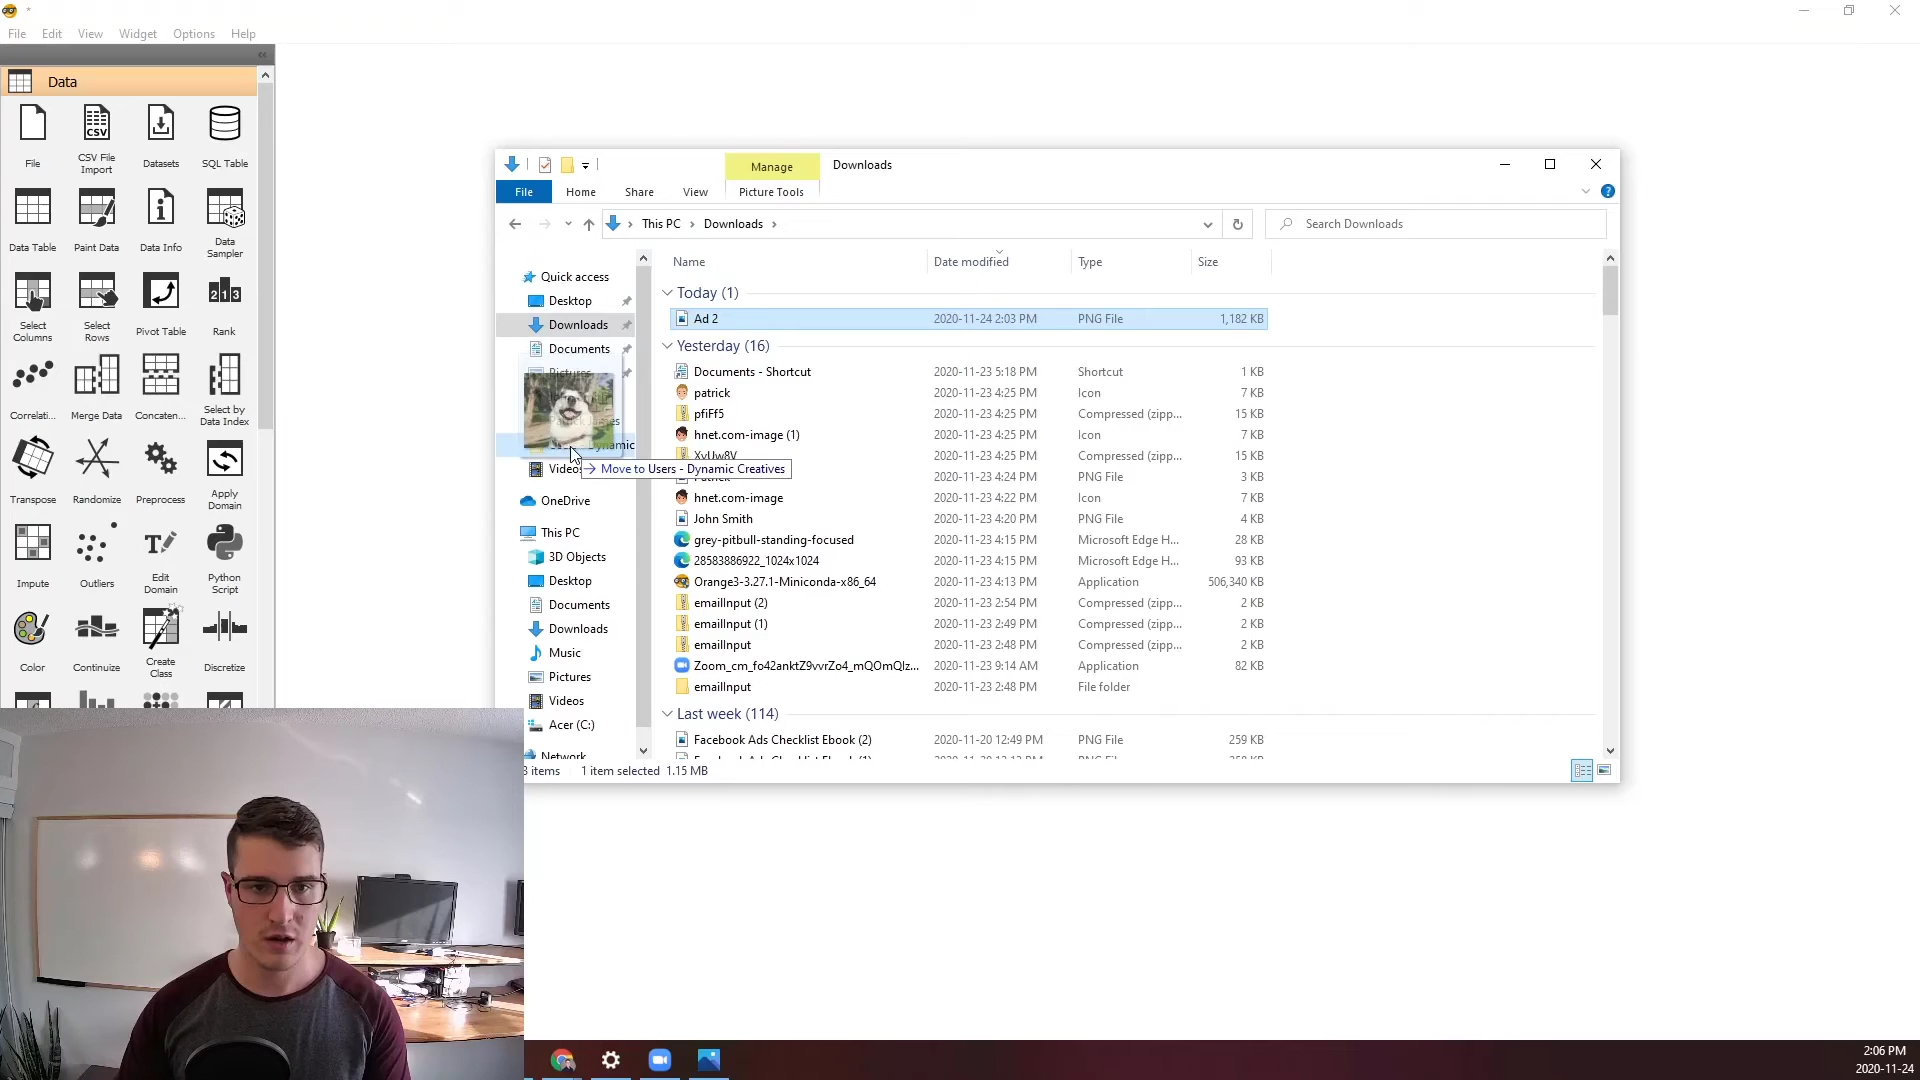 *
File Edit View Widget Options Help
Data
File
CSV File Import
Datasets
SQL Table
Data Table
Paint Data
Data Info
Data Sampler
Select Columns
Select Rows
Pivot Table
Rank
Correlati...
Merge Data
Concaten...
Select by Data Index
Transpose
Randomize
Preprocess
Apply Domain
Impute
Outliers
Edit Domain
Python Script
Color
Continuize
Create Class
Discretize
Manage
Downloads
File Home Share View Picture Tools
This PC > Downloads >
Search Downloads
Quick access
Desktop
Downloads
Documents
Pictures
Videos
OneDrive
This PC
3D Objects
Desktop
Documents
Downloads
Music
Pictures
Videos
Acer (C:)
Network
Move to Users - Dynamic Creatives
Name Date modified Type Size
Today (1)
Ad 2 2020-11-24 2:03 PM PNG File 1,182 KB
Yesterday (16)
Documents - Shortcut 2020-11-23 5:18 PM Shortcut 1 KB
patrick 2020-11-23 4:25 PM Icon 7 KB
pfiFf5 2020-11-23 4:25 PM Compressed (zipp... 15 KB
hnet.com-image (1) 2020-11-23 4:25 PM Icon 7 KB
XyUw8V 2020-11-23 4:25 PM Compressed (zipp... 15 KB
Patrick 2020-11-23 4:24 PM PNG File 3 KB
hnet.com-image 2020-11-23 4:22 PM Icon 7 KB
John Smith 2020-11-23 4:20 PM PNG File 4 KB
grey-pitbull-standing-focused 2020-11-23 4:15 PM Microsoft Edge H... 28 KB
28583886922_1024x1024 2020-11-23 4:15 PM Microsoft Edge H... 93 KB
Orange3-3.27.1-Miniconda-x86_64 2020-11-23 4:13 PM Application 506,340 KB
emailInput (2) 2020-11-23 2:54 PM Compressed (zipp... 2 KB
emailInput (1) 2020-11-23 2:49 PM Compressed (zipp... 2 KB
emailInput 2020-11-23 2:48 PM Compressed (zipp... 2 KB
Zoom_cm_fo42anktZ9vvrZo4_mQOmQIz... 2020-11-23 9:14 AM Application 82 KB
emailInput 2020-11-23 2:48 PM File folder
Last week (114)
Facebook Ads Checklist Ebook (2) 2020-11-20 12:49 PM PNG File 259 KB
items 1 item selected 1.15 MB
2:06 PM
2020-11-24